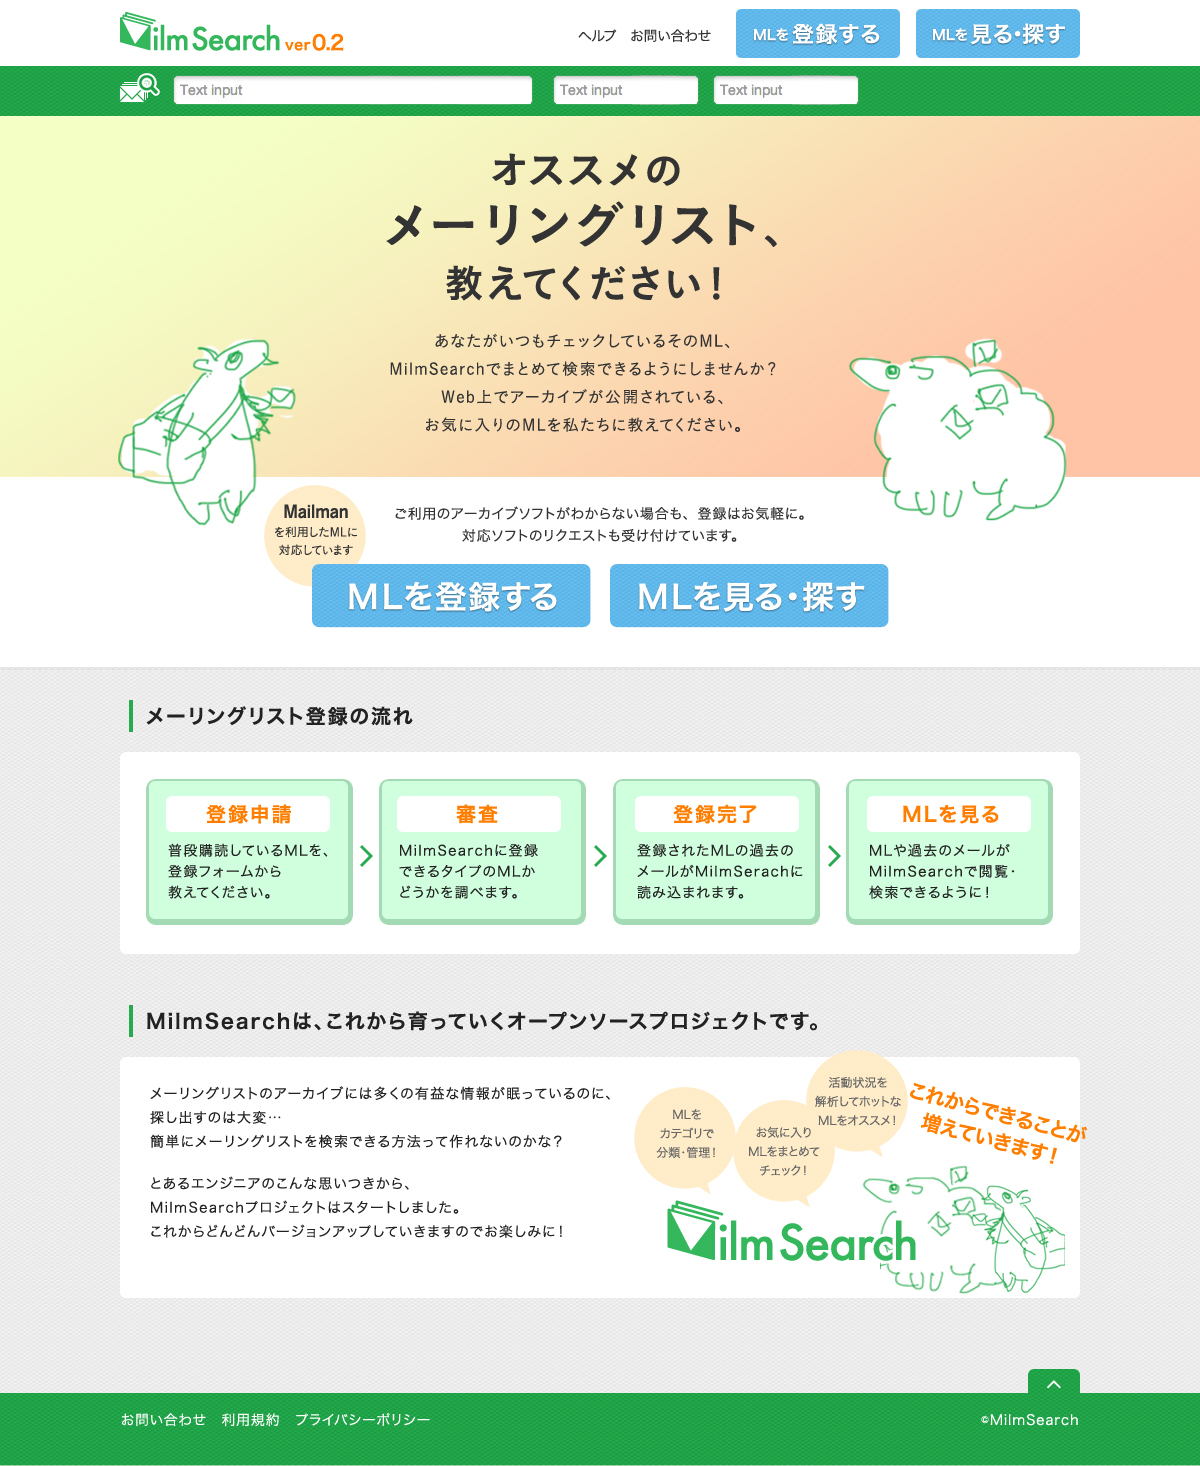 MilmSearch ver0.2
ヘルプ お問い合わせ
MLを登録する
MLを見る・探す
Text input
Text input
Text input
オススメの
メーリングリスト、
教えてください！
あなたがいつもチェックしているそのML、
MilmSearchでまとめて検索できるようにしませんか？
Web上でアーカイブが公開されている、
お気に入りのMLを私たちに教えてください。
Mailman
を利用したMLに
対応しています
ご利用のアーカイブソフトがわからない場合も、登録はお気軽に。
対応ソフトのリクエストも受け付けています。
MLを登録する
MLを見る・探す
メーリングリスト登録の流れ
登録申請
普段購読しているMLを、
登録フォームから
教えてください。
審査
MilmSearchに登録
できるタイプのMLか
どうかを調べます。
登録完了
登録されたMLの過去の
メールがMilmSerachに
読み込まれます。
MLを見る
MLや過去のメールが
MilmSearchで閲覧・
検索できるように！
MilmSearchは、これから育っていくオープンソースプロジェクトです。
メーリングリストのアーカイブには多くの有益な情報が眠っているのに、
探し出すのは大変…
簡単にメーリングリストを検索できる方法って作れないのかな？
とあるエンジニアのこんな思いつきから、
MilmSearchプロジェクトはスタートしました。
これからどんどんバージョンアップしていきますのでお楽しみに！
MLを
カテゴリで
分類・管理！
お気に入り
MLをまとめて
チェック！
活動状況を
解析してホットな
MLをオススメ！
これからできることが
増えていきます！
MilmSearch
お問い合わせ 利用規約 プライバシーポリシー
©MilmSearch